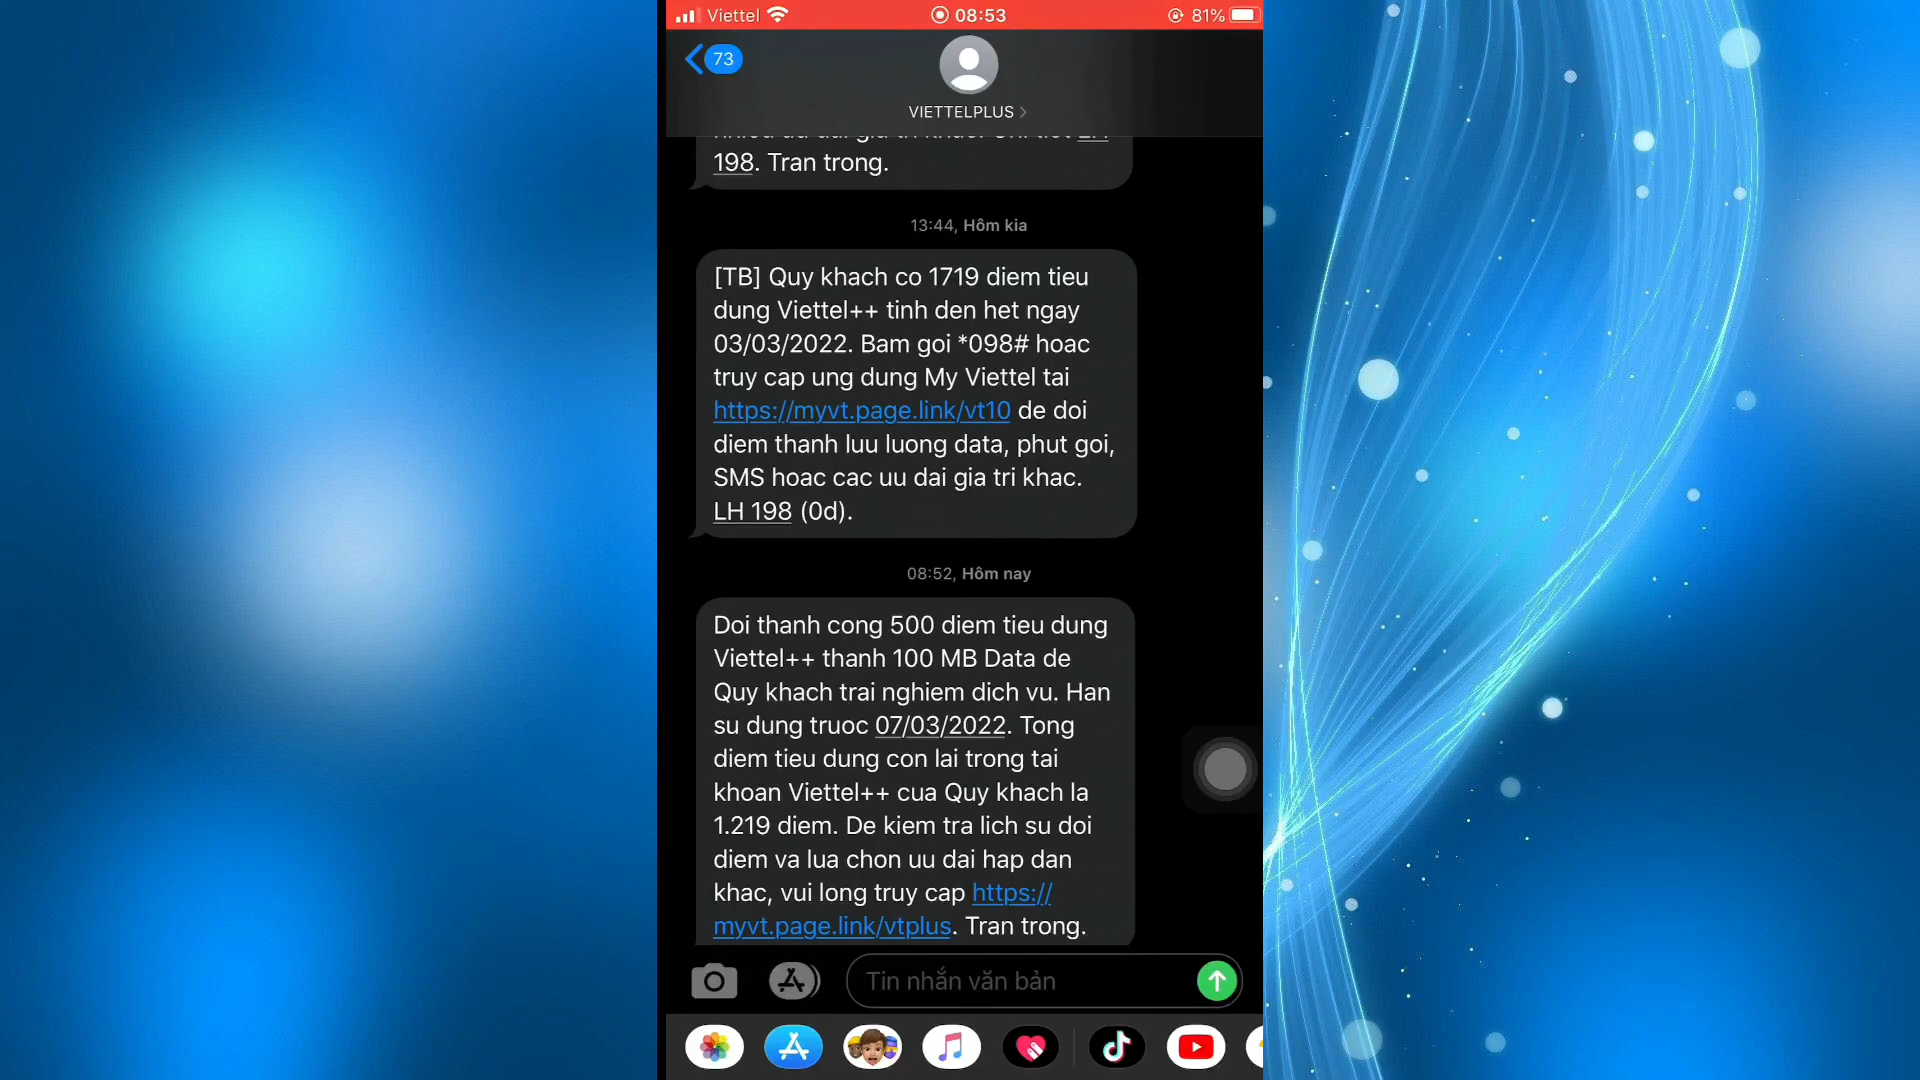 Viettel 08:53 81%
73
VIETTELPLUS
198. Tran trong.
13:44, Hôm kia
[TB] Quy khach co 1719 diem tieu
dung Viettel++ tinh den het ngay
03/03/2022. Bam goi *098# hoac
truy cap ung dung My Viettel tai
https://myvt.page.link/vt10 de doi
diem thanh luu luong data, phut goi,
SMS hoac cac uu dai gia tri khac.
LH 198 (0d).
08:52, Hôm nay
Doi thanh cong 500 diem tieu dung
Viettel++ thanh 100 MB Data de
Quy khach trai nghiem dich vu. Han
su dung truoc 07/03/2022. Tong
diem tieu dung con lai trong tai
khoan Viettel++ cua Quy khach la
1.219 diem. De kiem tra lich su doi
diem va lua chon uu dai hap dan
khac, vui long truy cap https://
myvt.page.link/vtplus. Tran trong.
Tin nhắn văn bản